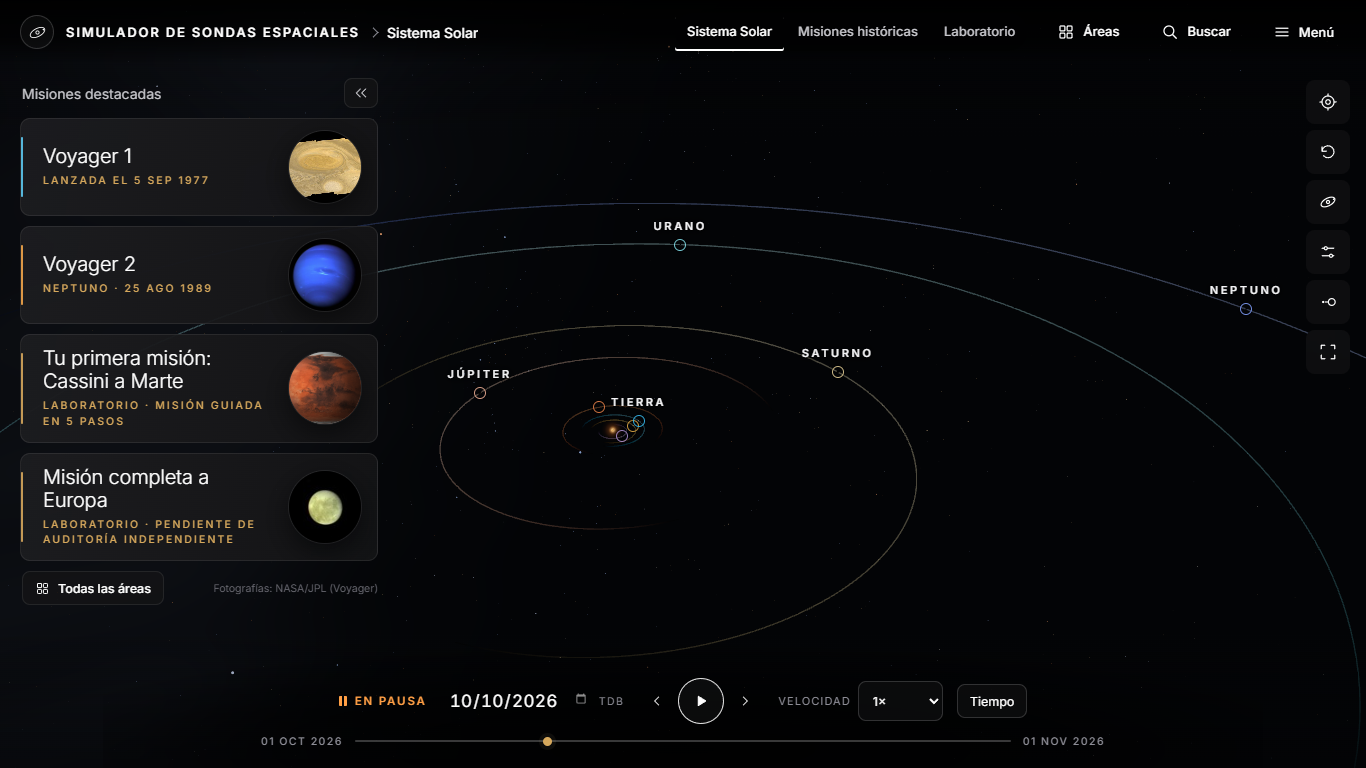 SIMULADOR DE SONDAS ESPACIALES
Sistema Solar
Sistema Solar
Misiones históricas
Laboratorio
Áreas
Buscar
Menú
Misiones destacadas
Voyager 1
LANZADA EL 5 SEP 1977
Voyager 2
NEPTUNO · 25 AGO 1989
Tu primera misión:
Cassini a Marte
LABORATORIO · MISIÓN GUIADA
EN 5 PASOS
Misión completa a
Europa
LABORATORIO · PENDIENTE DE
AUDITORÍA INDEPENDIENTE
Todas las áreas
Fotografías: NASA/JPL (Voyager)
URANO
NEPTUNO
SATURNO
JÚPITER
TIERRA
EN PAUSA
10/10/2026
TDB
VELOCIDAD
1×
Tiempo
01 OCT 2026
01 NOV 2026